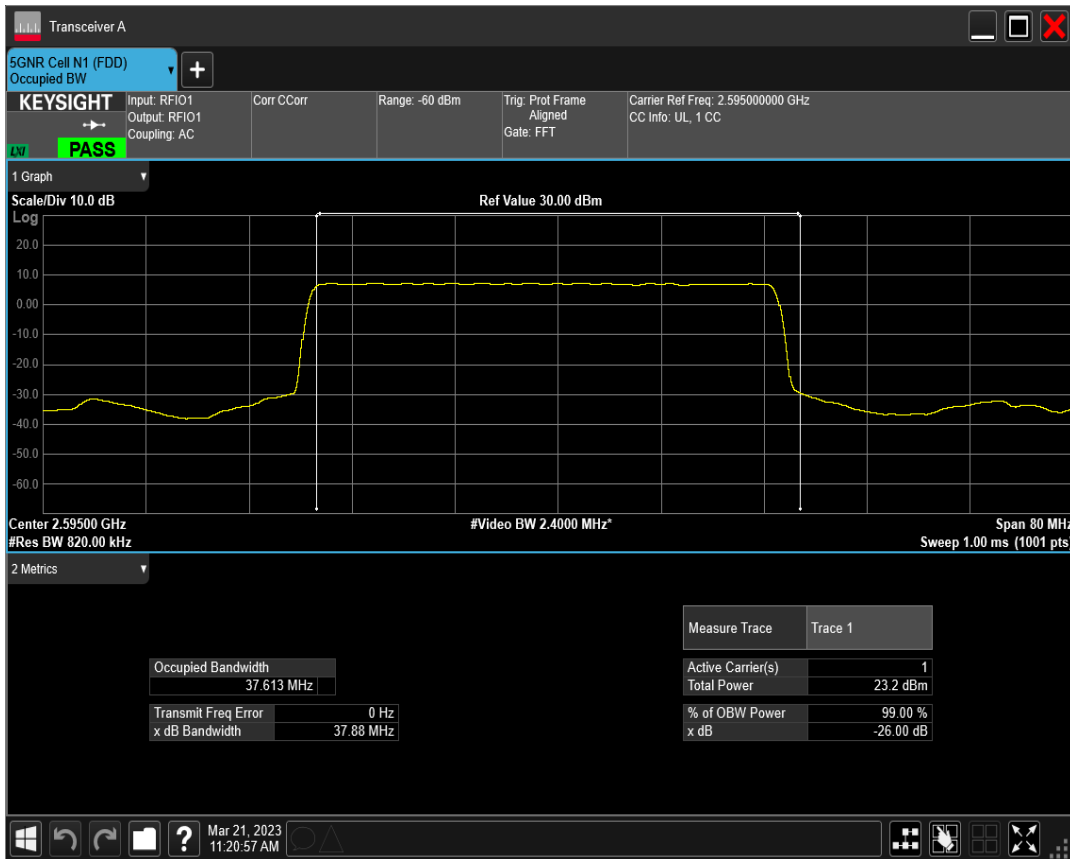 Transceiver A
5GNR Cell N1 (FDD)
Occupied BW
KEYSIGHT
LXI
PASS
Input: RFIO1
Output: RFIO1
Coupling: AC
Corr CCorr
Range: -60 dBm
Trig: Prot Frame
Aligned
Gate: FFT
Carrier Ref Freq: 2.595000000 GHz
CC Info: UL, 1 CC
1 Graph
Scale/Div 10.0 dB
Ref Value 30.00 dBm
Log
20.0
10.0
0.00
-10.0
-20.0
-30.0
-40.0
-50.0
-60.0
Center 2.59500 GHz
#Video BW 2.4000 MHz*
Span 80 MHz
#Res BW 820.00 kHz
Sweep 1.00 ms (1001 pts)
2 Metrics
Measure Trace Trace 1
Occupied Bandwidth
37.613 MHz
Transmit Freq Error 0 Hz
x dB Bandwidth 37.88 MHz
Active Carrier(s) 1
Total Power 23.2 dBm
% of OBW Power 99.00 %
x dB -26.00 dB
?
Mar 21, 2023
11:20:57 AM